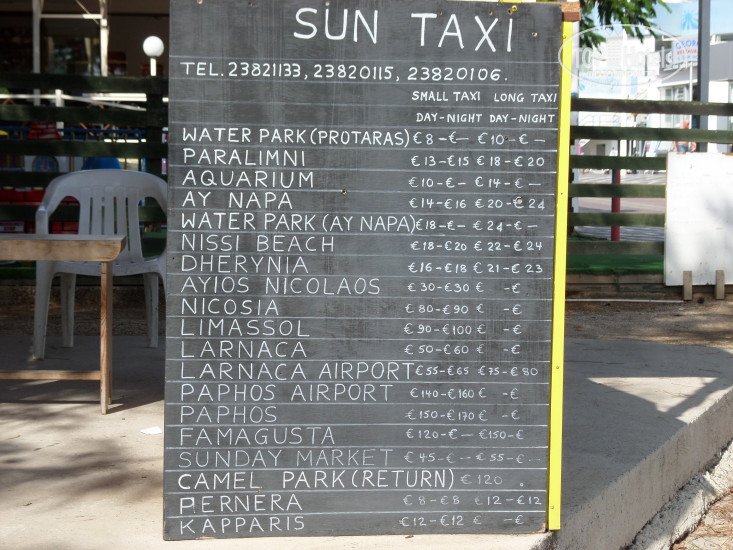 SUN TAXI
TEL. 23821133, 23820115, 23820106.
SMALL TAXI LONG TAXI
DAY-NIGHT DAY-NIGHT
WATER PARK (PROTARAS) €8-€- €10-€-
PARALIMNI €13-€15 €18-€20
AQUARIUM €10-€- €14-€-
AY NAPA €14-€16 €20-€24
WATER PARK (AY NAPA) €18-€- €24-€-
NISSI BEACH €18-€20 €22-€24
DHERYNIA €16-€18 €21-€23
AYIOS NICOLAOS €30-€30 € -€
NICOSIA €80-€90 € -€
LIMASSOL €90-€100 € -€
LARNACA €50-€60 € -€
LARNACA AIRPORT €55-€65 €75-€80
PAPHOS AIRPORT €140-€160 € -€
PAPHOS €150-€170 € -€
FAMAGUSTA €120-€- €150-€
SUNDAY MARKET €45-€-- €55-€--
CAMEL PARK (RETURN) €120.
PERNERA €8-€8 €12-€12
KAPPARIS €12-€12 € -€